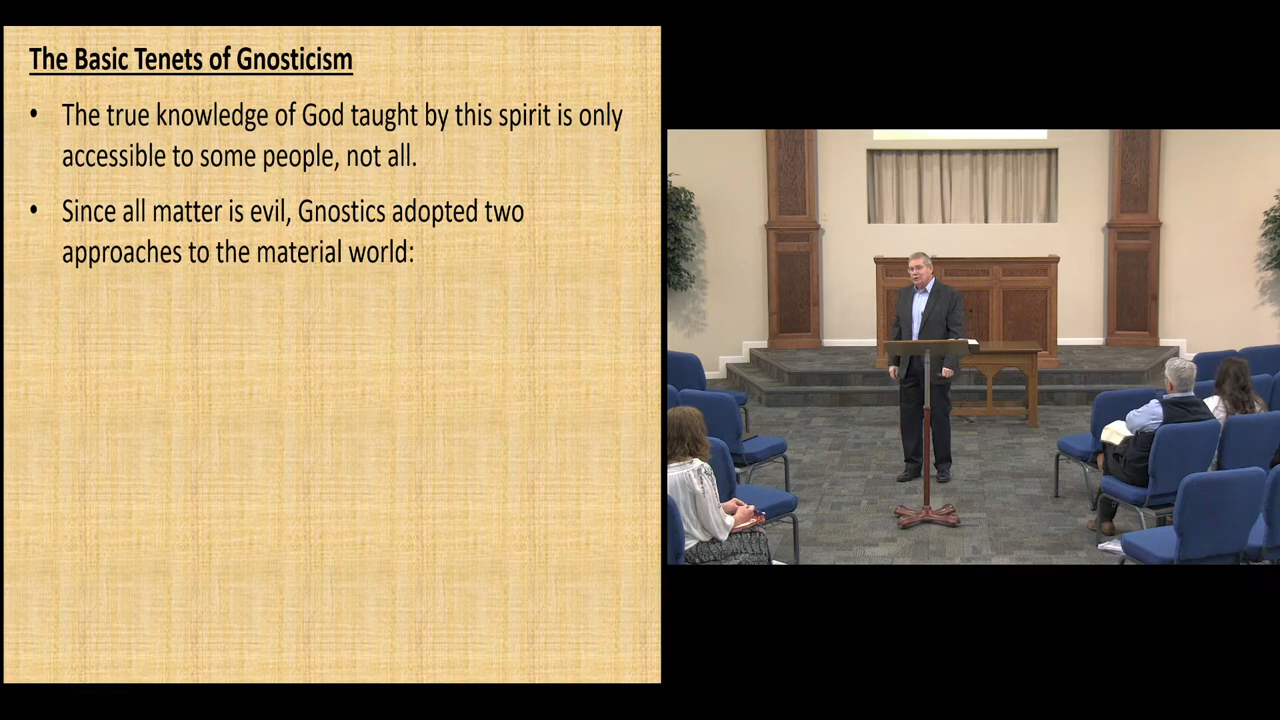 The Basic Tenets of Gnosticism
• The true knowledge of God taught by this spirit is only
accessible to some people, not all.
• Since all matter is evil, Gnostics adopted two
approaches to the material world: